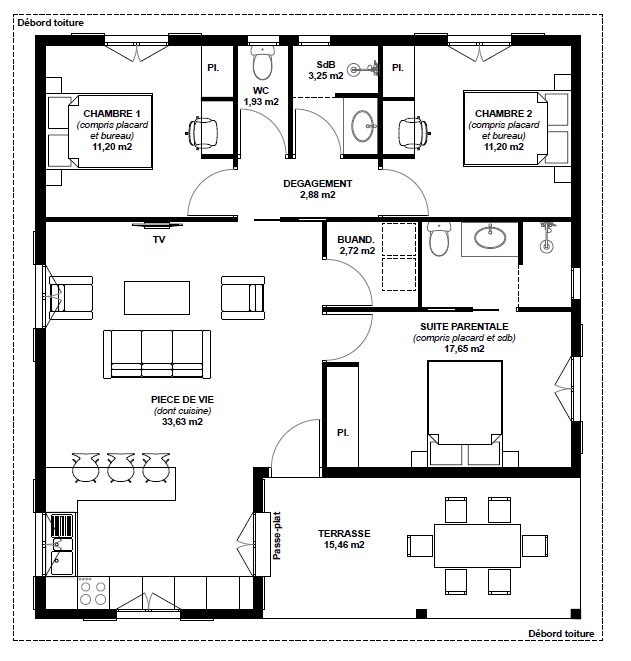 Débord toiture
Pl.
SdB
3,25 m2
Pl.
WC
1,93 m2
CHAMBRE 1
(compris placard
et bureau)
11,20 m2
CHAMBRE 2
(compris placard
et bureau)
11,20 m2
DEGAGEMENT
2,88 m2
TV
BUAND.
2,72 m2
SUITE PARENTALE
(compris placard et sdb)
17,65 m2
PIECE DE VIE
(dont cuisine)
33,63 m2
Pl.
Passe-plat
TERRASSE
15,46 m2
Débord toiture